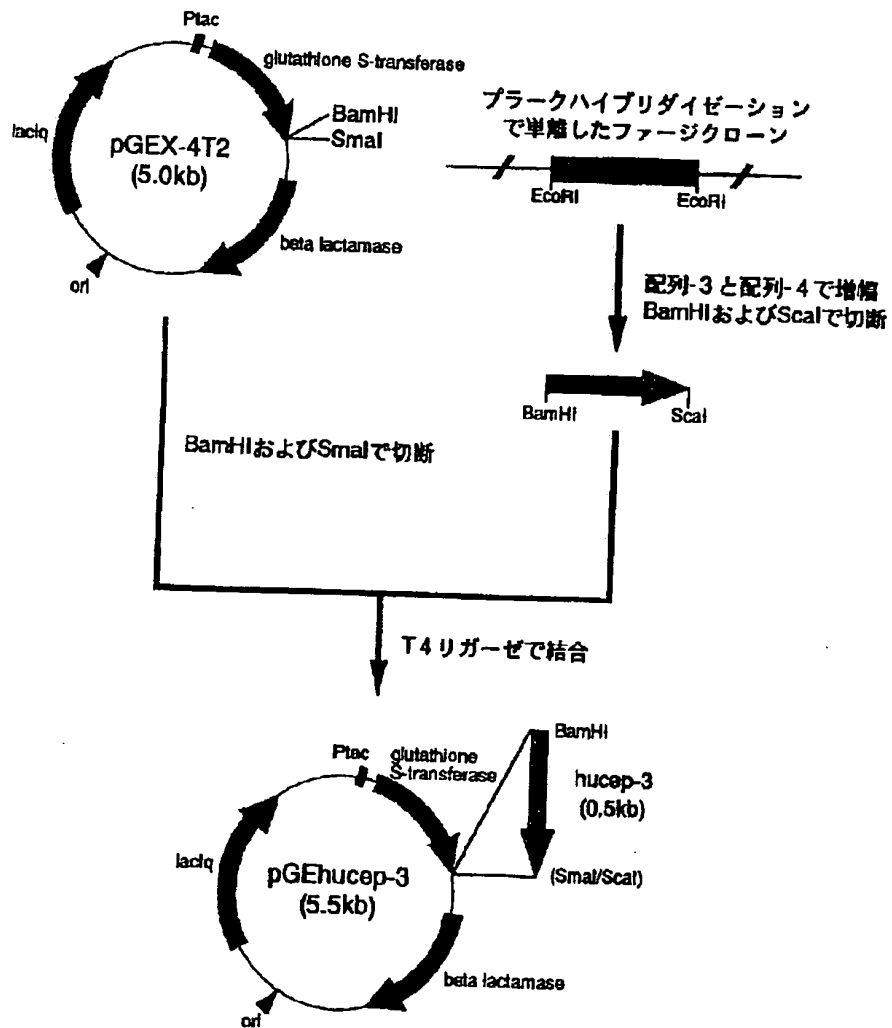 Ptac
glutathione S-transferase
BamHI
SmaI
lacIq
pGEX-4T2
(5.0kb)
beta lactamase
ori
プラークハイブリダイゼーション
で単離したファージクローン
EcoRI
EcoRI
配列-3と配列-4で増幅
BamHIおよびScaIで切断
BamHI
ScaI
BamHIおよびSmaIで切断
T4リガーゼで結合
Ptac
glutathione
S-transferase
BamHI
hucep-3
(0.5kb)
(SmaI/ScaI)
lacIq
pGEhucep-3
(5.5kb)
beta lactamase
ori